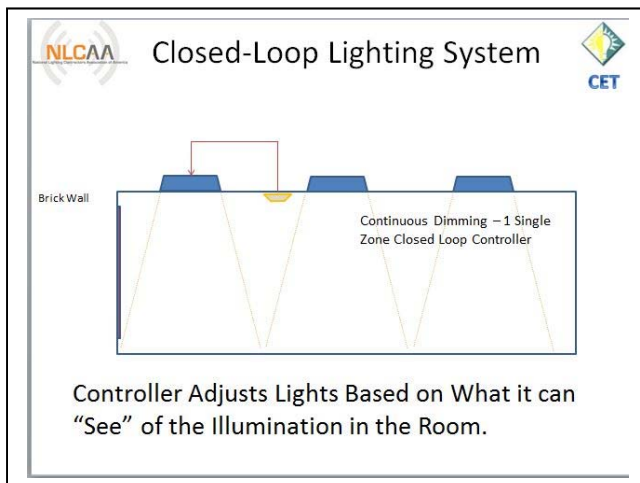 NLCAA
Closed-Loop Lighting System
CET
Brick Wall
Continuous Dimming – 1 Single
Zone Closed Loop Controller
Controller Adjusts Lights Based on What it can
“See” of the Illumination in the Room.